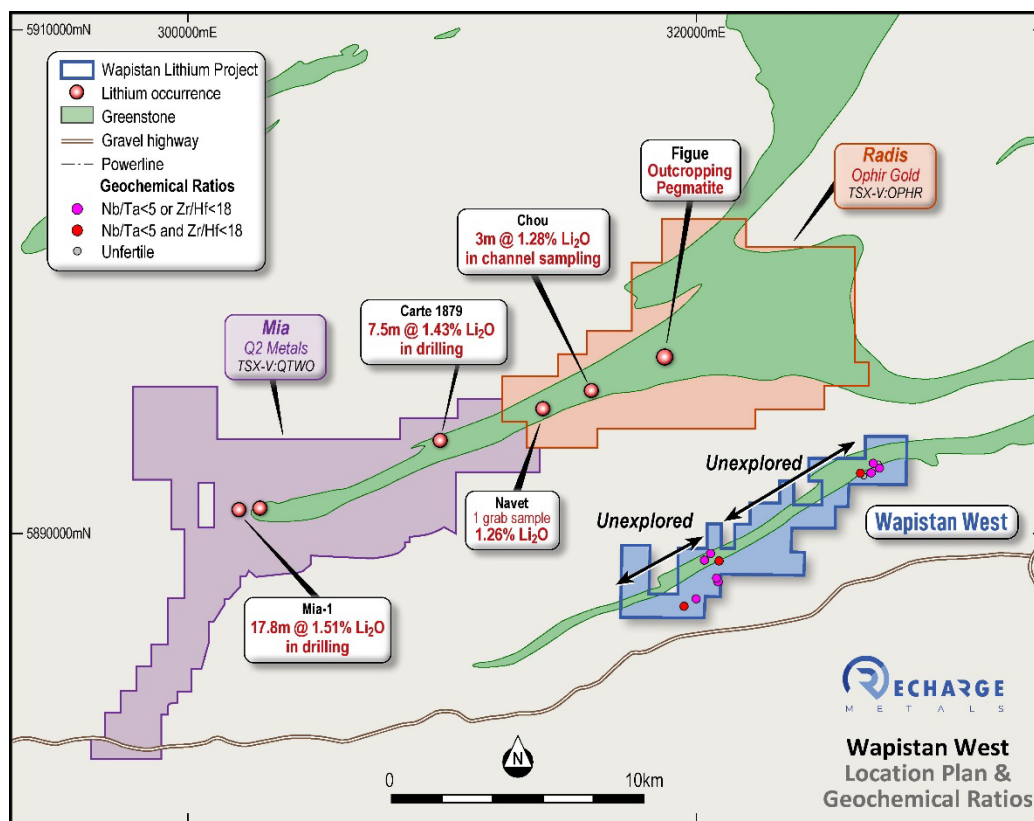 5910000mN
300000mE
320000mE
Wapistan Lithium Project
Lithium occurrence
Greenstone
Gravel highway
Powerline
Geochemical Ratios
Nb/Ta<5 or Zr/Hf<18
Nb/Ta<5 and Zr/Hf<18
Unfertile
Figue
Outcropping
Pegmatite
Radis
Ophir Gold
TSX-V:OPHR
Chou
3m @ 1.28% Li₂O
in channel sampling
Carte 1879
7.5m @ 1.43% Li₂O
in drilling
Mia
Q2 Metals
TSX-V:QTWO
Unexplored
Navet
1 grab sample
1.26% Li₂O
Unexplored
Wapistan West
5890000mN
Mia-1
17.8m @ 1.51% Li₂O
in drilling
RECHARGE
METALS
N
0 10km
Wapistan West
Location Plan &
Geochemical Ratios